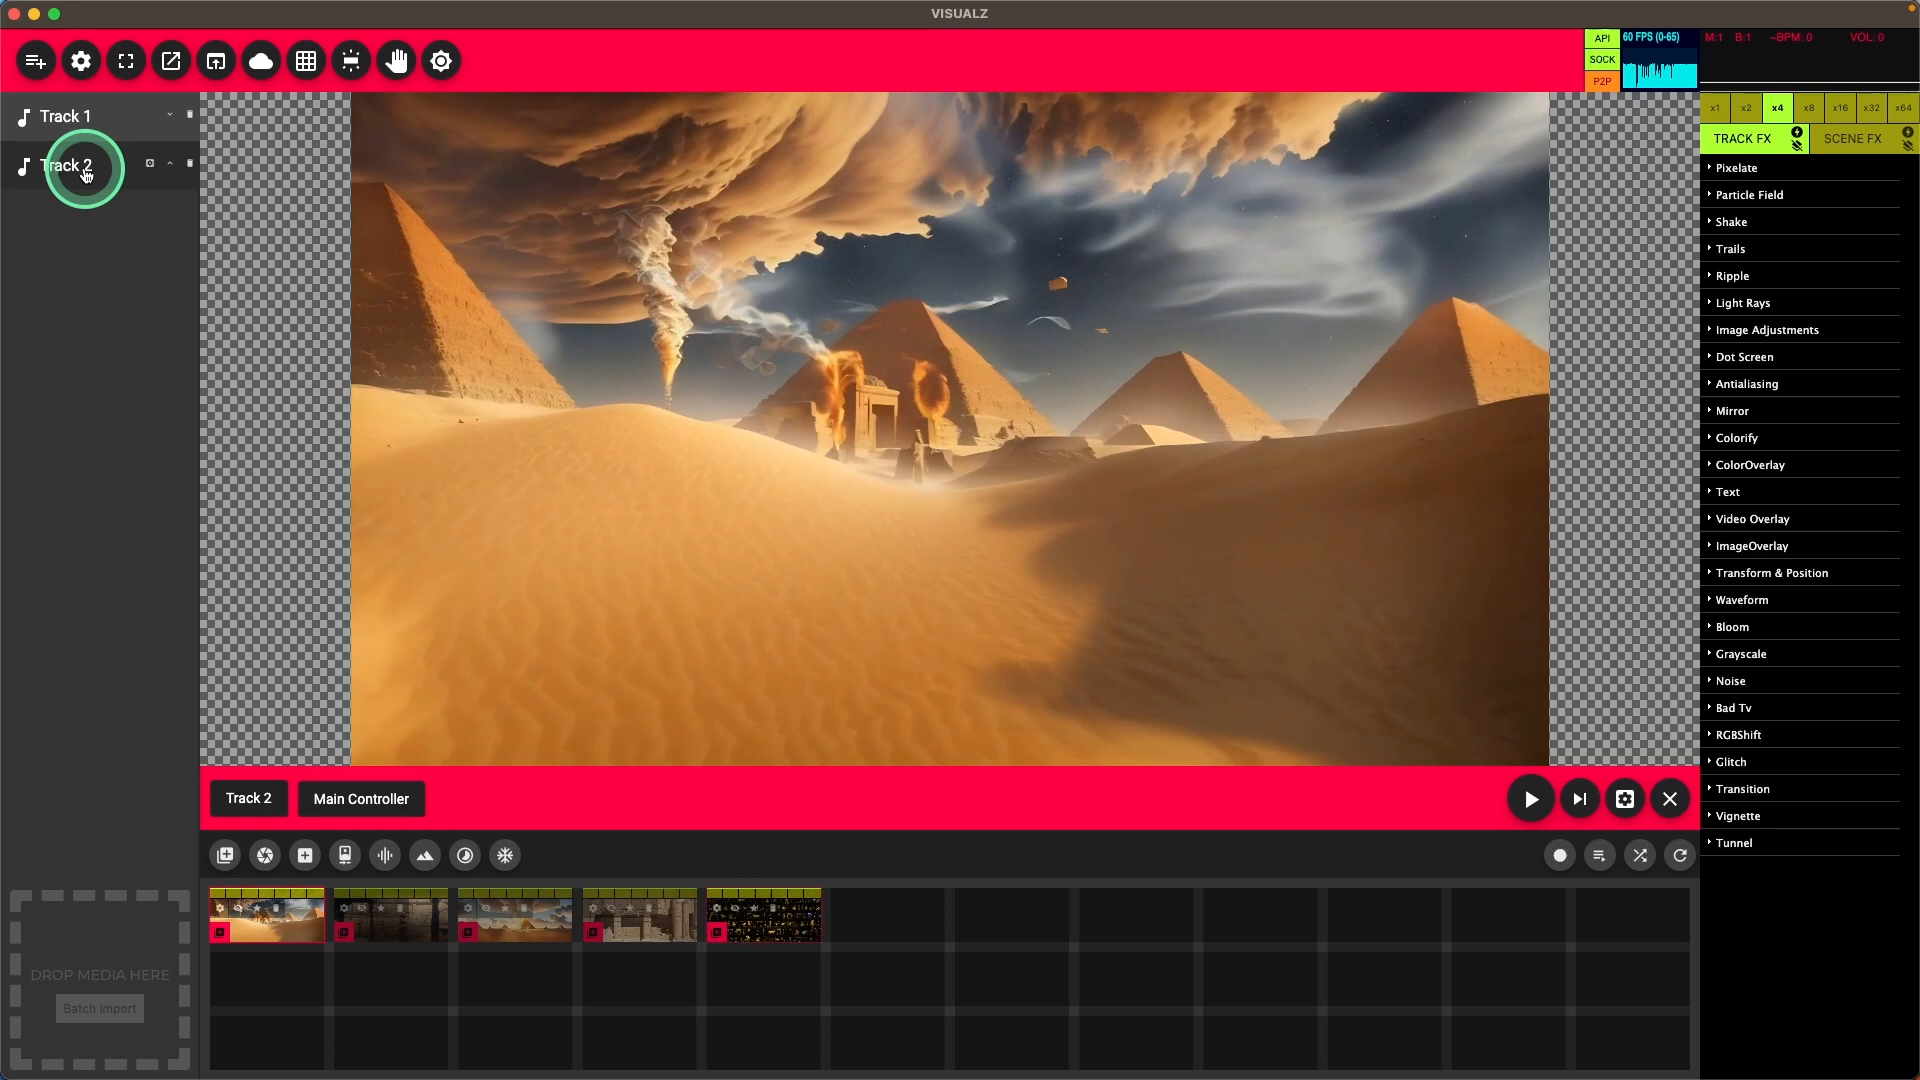 VISUALZ
API
SOCK
P2P
60 FPS (0-65)
M:1 B:1 ~BPM: 0 VOL: 0
x1 x2 x4 x8 x16 x32 x64
TRACK FX SCENE FX
Track 1
Track 2
Pixelate
Particle Field
Shake
Trails
Ripple
Light Rays
Image Adjustments
Dot Screen
Antialiasing
Mirror
Colorify
ColorOverlay
Text
Video Overlay
ImageOverlay
Transform & Position
Waveform
Bloom
Grayscale
Noise
Bad Tv
RGBShift
Glitch
Transition
Vignette
Tunnel
Track 2 Main Controller
DROP MEDIA HERE
Batch Import